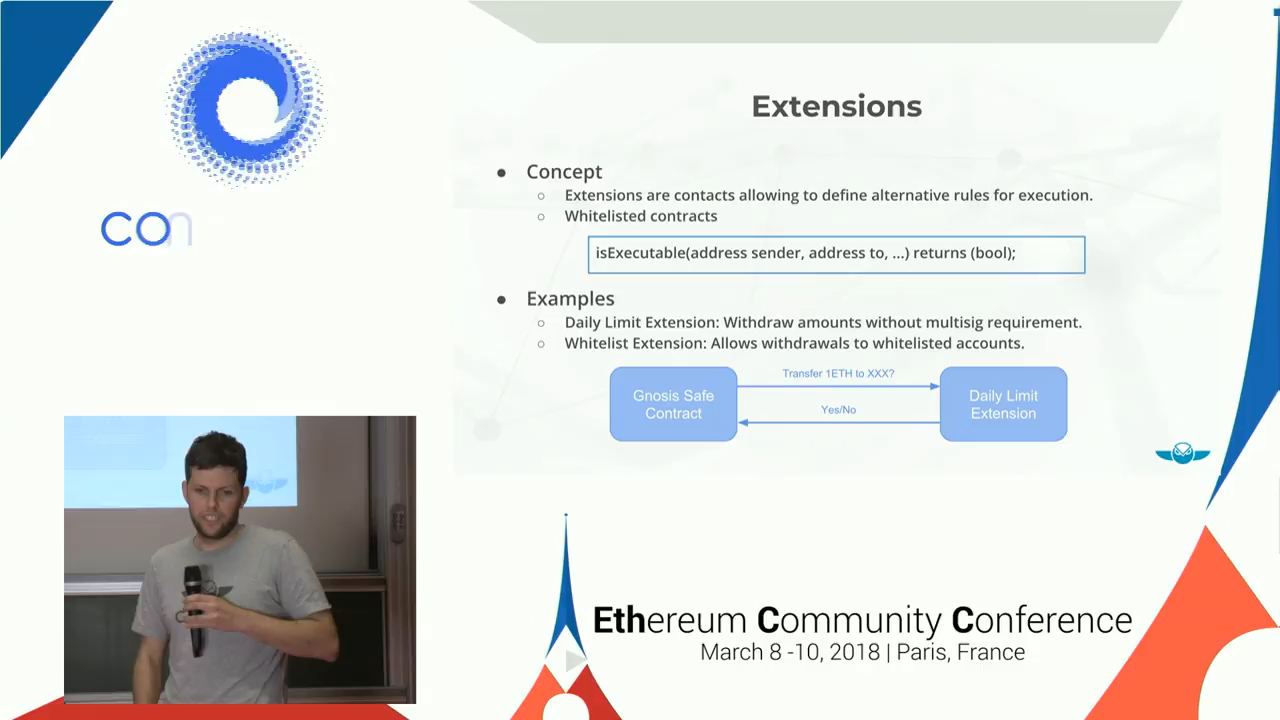 Extensions
● Concept
○ Extensions are contacts allowing to define alternative rules for execution.
○ Whitelisted contracts
isExecutable(address sender, address to, ...) returns (bool);
● Examples
○ Daily Limit Extension: Withdraw amounts without multisig requirement.
○ Whitelist Extension: Allows withdrawals to whitelisted accounts.
Gnosis Safe
Contract
Transfer 1ETH to XXX?
Yes/No
Daily Limit
Extension
con
Ethereum Community Conference
March 8 -10, 2018 | Paris, France